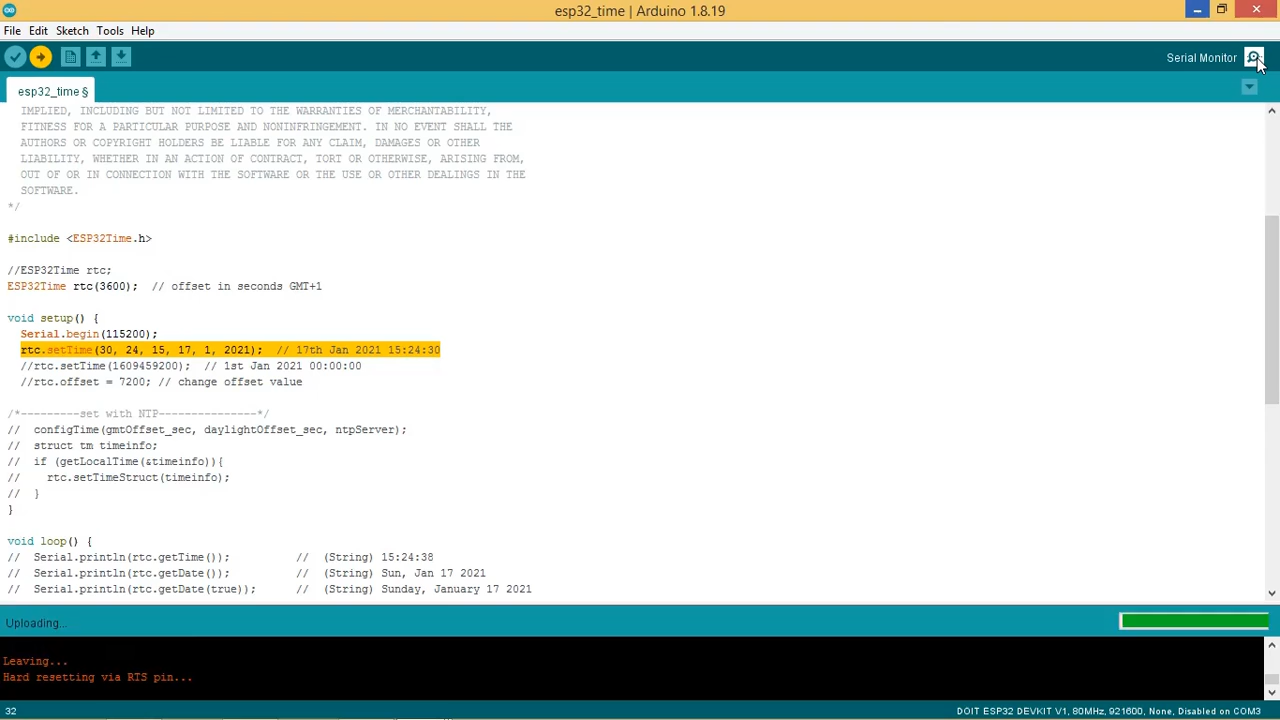 esp32_time | Arduino 1.8.19
File Edit Sketch Tools Help
Serial Monitor
esp32_time §
IMPLIED, INCLUDING BUT NOT LIMITED TO THE WARRANTIES OF MERCHANTABILITY,
FITNESS FOR A PARTICULAR PURPOSE AND NONINFRINGEMENT. IN NO EVENT SHALL THE
AUTHORS OR COPYRIGHT HOLDERS BE LIABLE FOR ANY CLAIM, DAMAGES OR OTHER
LIABILITY, WHETHER IN AN ACTION OF CONTRACT, TORT OR OTHERWISE, ARISING FROM,
OUT OF OR IN CONNECTION WITH THE SOFTWARE OR THE USE OR OTHER DEALINGS IN THE
SOFTWARE.
*/
#include <ESP32Time.h>
//ESP32Time rtc;
ESP32Time rtc(3600);  // offset in seconds GMT+1
void setup() {
  Serial.begin(115200);
  rtc.setTime(30, 24, 15, 17, 1, 2021);  // 17th Jan 2021 15:24:30
  //rtc.setTime(1609459200);  // 1st Jan 2021 00:00:00
  //rtc.offset = 7200; // change offset value
/*---------set with NTP---------------*/
//  configTime(gmtOffset_sec, daylightOffset_sec, ntpServer);
//  struct tm timeinfo;
//  if (getLocalTime(&timeinfo)){
//    rtc.setTimeStruct(timeinfo);
//  }
}
void loop() {
//  Serial.println(rtc.getTime());          //  (String) 15:24:38
//  Serial.println(rtc.getDate());          //  (String) Sun, Jan 17 2021
//  Serial.println(rtc.getDate(true));      //  (String) Sunday, January 17 2021
Uploading...
Leaving...
Hard resetting via RTS pin...
32 DOIT ESP32 DEVKIT V1, 80MHz, 921600, None, Disabled on COM3